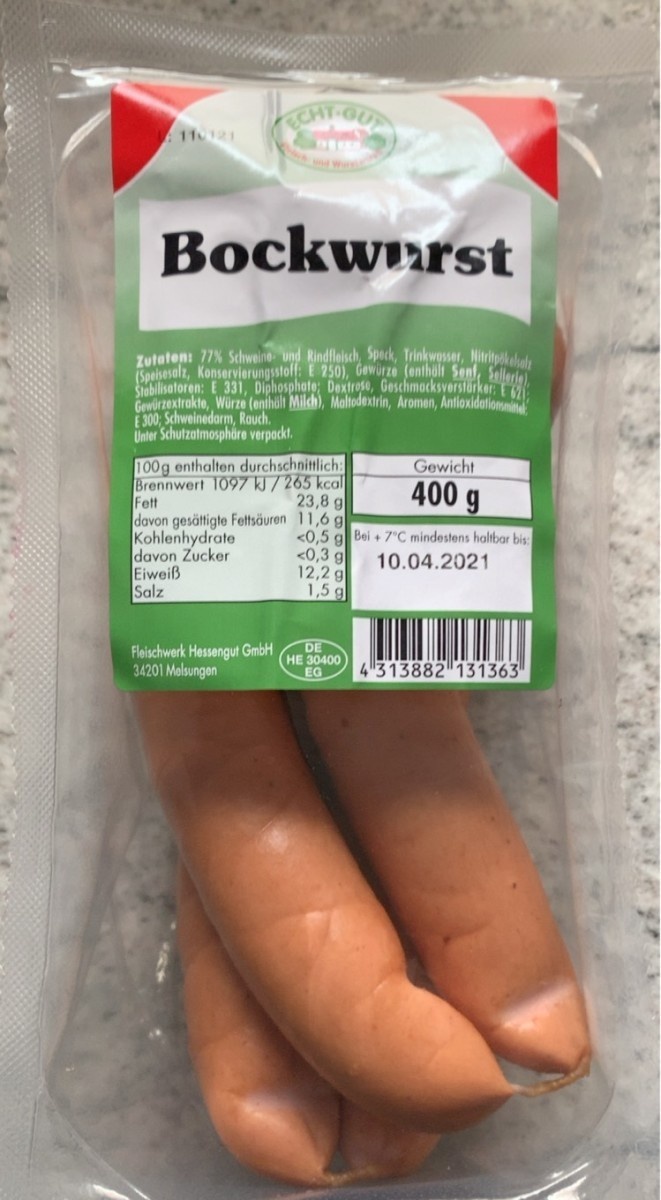 L: 110121
ECHT-GUT
und
Bockwurst
Zutaten: 77% Schweine- und Rindfleisch, Speck, Trinkwasser, Nitritpökelsalz
(Speisesalz, Konservierungsstoff: E 250), Gewürze (enthält Senf, Sellerie),
Stabilisatoren: E 331, Diphosphate; Dextrose, Geschmacksverstärker: E 621;
Gewürzextrakte, Würze (enthält Milch), Maltodextrin, Aromen, Antioxidationsmittel:
E 300; Schweinedarm, Rauch.
Unter Schutzatmosphäre verpackt.
100g enthalten durchschnittlich:
Brennwert 1097 kJ / 265 kcal
Fett 23,8 g
davon gesättigte Fettsäuren 11,6 g
Kohlenhydrate <0,5 g
davon Zucker <0,3 g
Eiweiß 12,2 g
Salz 1,5 g
Gewicht
400 g
Bei + 7°C mindestens haltbar bis:
10.04.2021
Fleischwerk Hessengut GmbH
34201 Melsungen
DE
HE 30400
EG
4 313882 131363